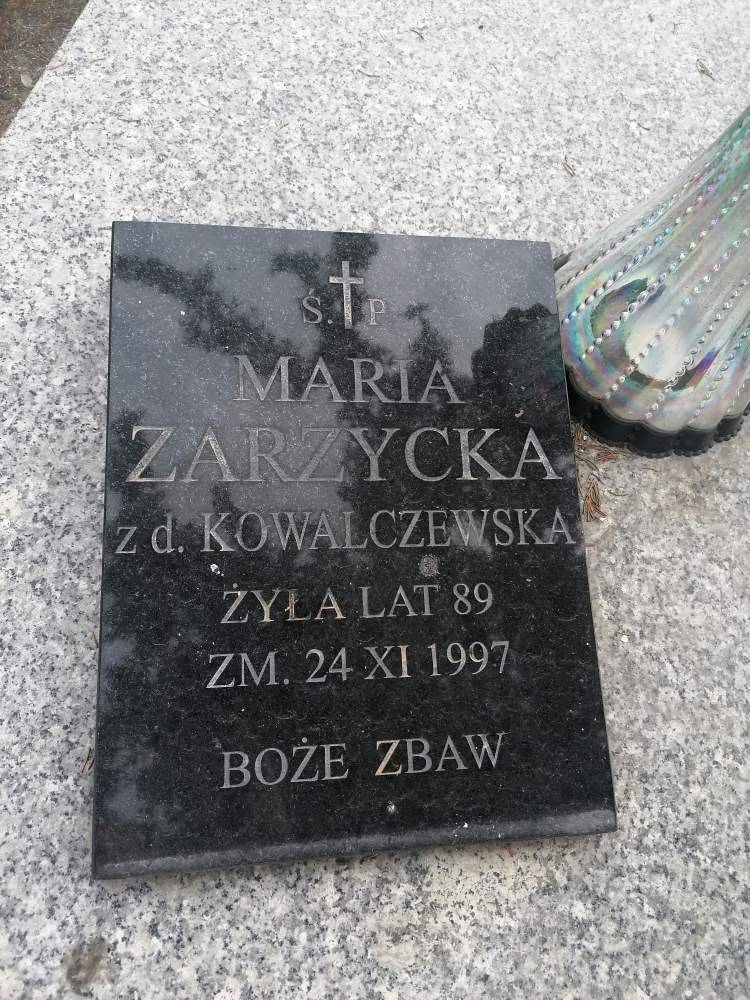 Ś. P
MARIA
ZARZYCKA
z d. KOWALCZEWSKA
ŻYŁA LAT 89
ZM. 24 XI 1997
BOŻE ZBAW